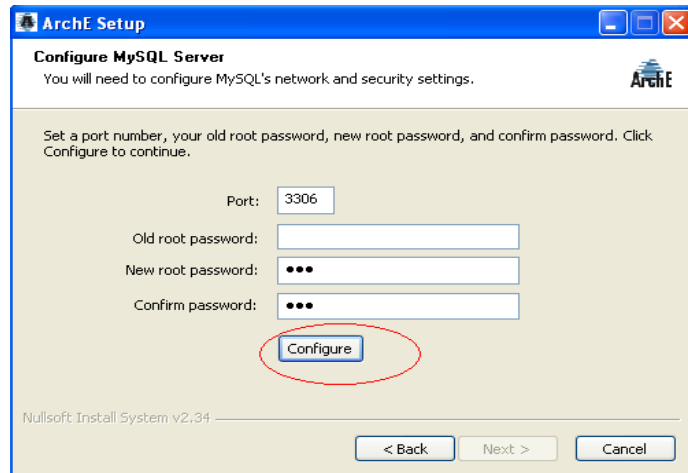 ArchE Setup
Configure MySQL Server
You will need to configure MySQL's network and security settings.
ArchE
Set a port number, your old root password, new root password, and confirm password. Click
Configure to continue.
Port: 3306
Old root password:
New root password: ●●●
Confirm password: ●●●
Configure
Nullsoft Install System v2.34
< Back Next > Cancel